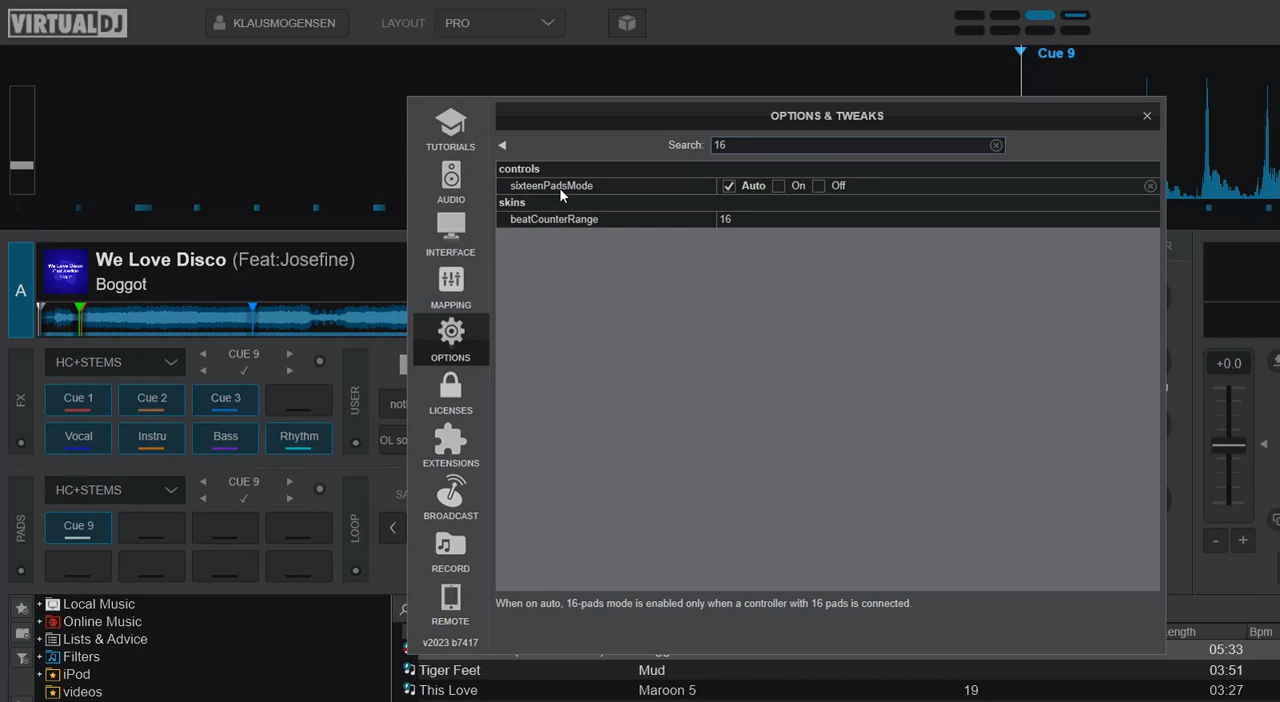 VIRTUALDJ
KLAUSMOGENSEN
LAYOUT
PRO
Cue 9
OPTIONS & TWEAKS
TUTORIALS
AUDIO
INTERFACE
MAPPING
OPTIONS
LICENSES
EXTENSIONS
BROADCAST
RECORD
REMOTE
v2023 b7417
Search:
16
controls
sixteenPadsMode
Auto
On
Off
skins
beatCounterRange
16
When on auto, 16-pads mode is enabled only when a controller with 16 pads is connected.
A
We Love Disco (Feat:Josefine)
Boggot
FX
HC+STEMS
CUE 9
Cue 1
Cue 2
Cue 3
Vocal
Instru
Bass
Rhythm
USER
OL so
PADS
HC+STEMS
CUE 9
Cue 9
LOOP
+0.0
-
+
Local Music
Online Music
Lists & Advice
Filters
iPod
videos
Bpm
05:33
Tiger Feet
Mud
03:51
This Love
Maroon 5
19
03:27